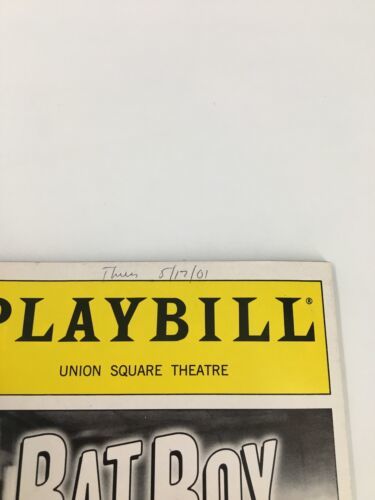 Thurs 5/17/01
PLAYBILL®
UNION SQUARE THEATRE
BAT BOY